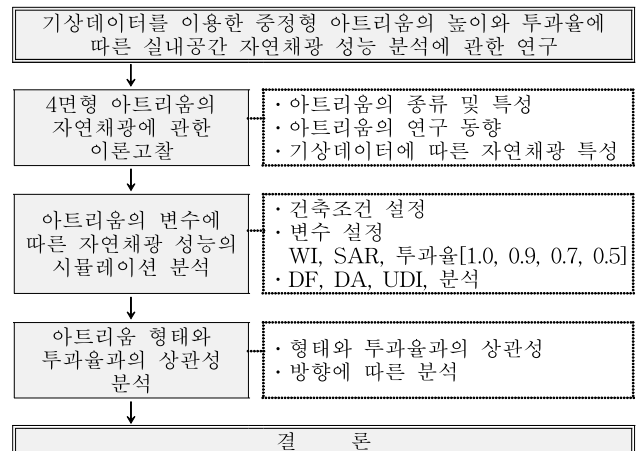 기상데이터를 이용한 중정형 아트리움의 높이와 투과율에
따른 실내공간 자연채광 성능 분석에 관한 연구
4면형 아트리움의
자연채광에 관한
이론고찰
· 아트리움의 종류 및 특성
· 아트리움의 연구 동향
· 기상데이터에 따른 자연채광 특성
아트리움의 변수에
따른 자연채광 성능의
시뮬레이션 분석
· 건축조건 설정
· 변수 설정
WI, SAR, 투과율[1.0, 0.9, 0.7, 0.5]
· DF, DA, UDI, 분석
아트리움 형태와
투과율과의 상관성
분석
· 형태와 투과율과의 상관성
· 방향에 따른 분석
결 론